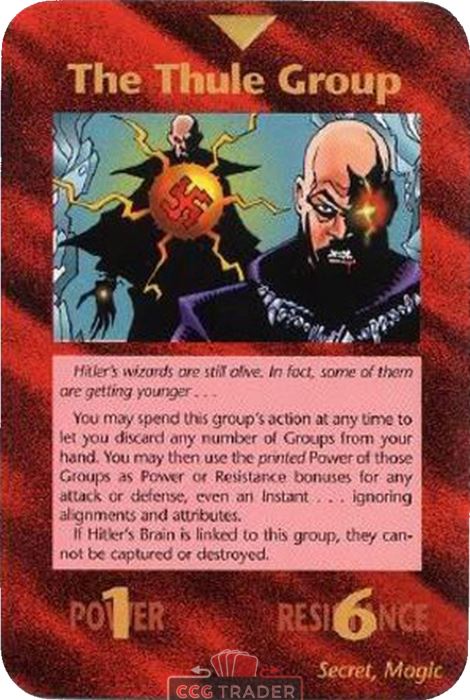 The Thule Group
Hitler's wizards are still alive. In fact, some of them
are getting younger . . .
You may spend this group's action at any time to
let you discard any number of Groups from your
hand. You may then use the printed Power of those
Groups as Power or Resistance bonuses for any
attack or defense, even an Instant . . . ignoring
alignments and attributes.
If Hitler's Brain is linked to this group, they can-
not be captured or destroyed.
POWER 1
RESISTANCE 6
Secret, Magic
CCG TRADER